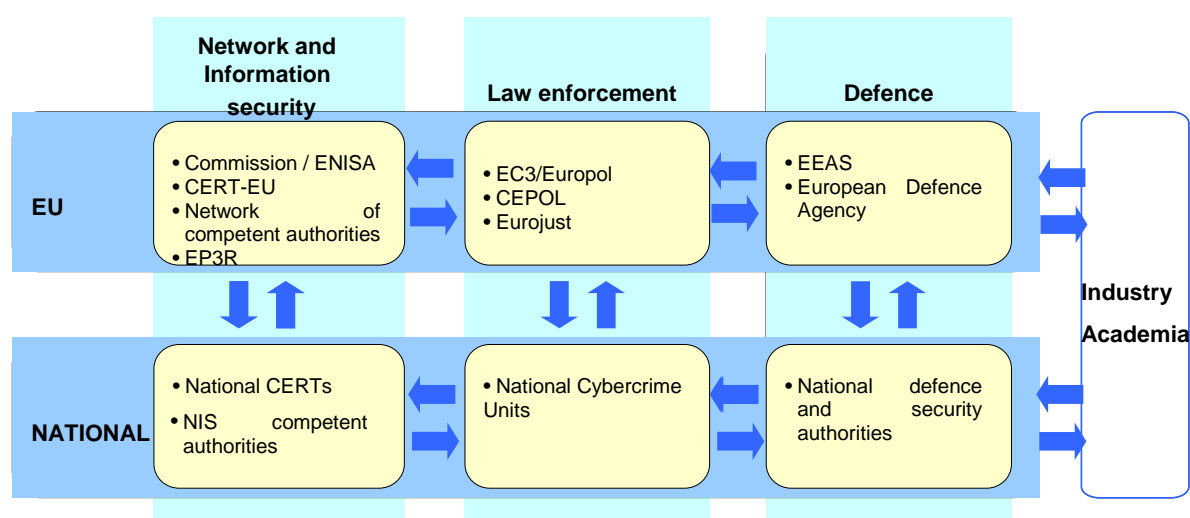 Network and
Information
security
Law enforcement
Defence
EU
• Commission / ENISA
• CERT-EU
• Network of
competent authorities
• EP3R
• EC3/Europol
• CEPOL
• Eurojust
• EEAS
• European Defence
Agency
Industry
Academia
NATIONAL
• National CERTs
• NIS competent
authorities
• National Cybercrime
Units
• National defence
and security
authorities